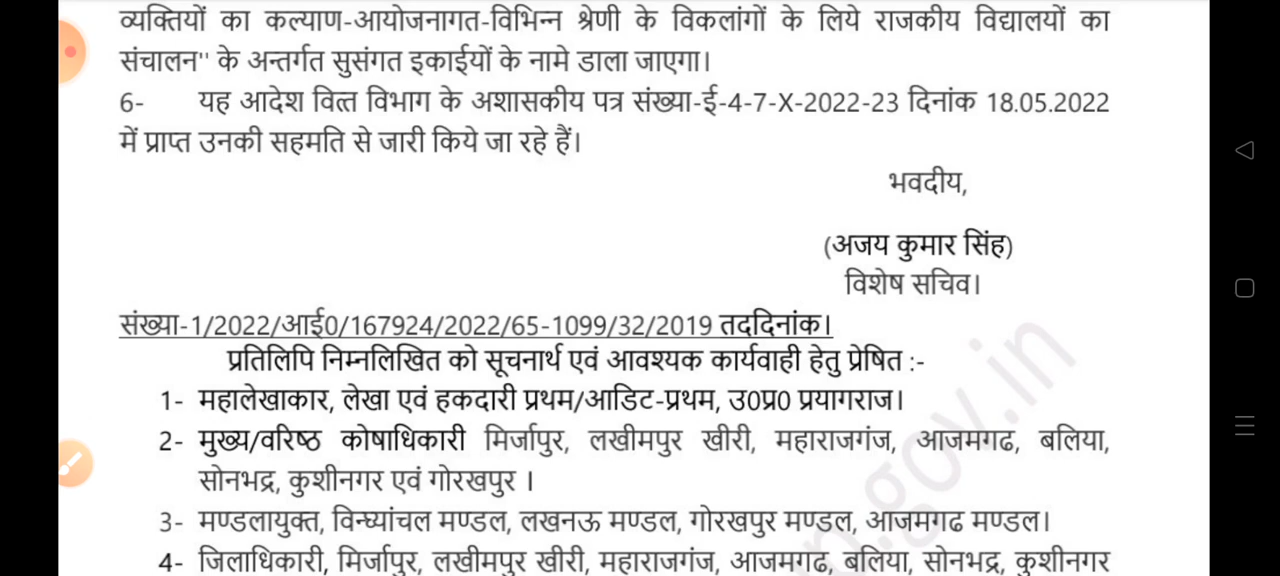 व्यक्तियों का कल्याण-आयोजनागत-विभिन्न श्रेणी के विकलांगों के लिये राजकीय विद्यालयों का
संचालन" के अन्तर्गत सुसंगत इकाईयों के नामे डाला जाएगा।
6- यह आदेश वित्त विभाग के अशासकीय पत्र संख्या-ई-4-7-X-2022-23 दिनांक 18.05.2022
में प्राप्त उनकी सहमति से जारी किये जा रहे हैं।
भवदीय,
(अजय कुमार सिंह)
विशेष सचिव।
संख्या-1/2022/आई0/167924/2022/65-1099/32/2019 तददिनांक।
प्रतिलिपि निम्नलिखित को सूचनार्थ एवं आवश्यक कार्यवाही हेतु प्रेषित :-
1- महालेखाकार, लेखा एवं हकदारी प्रथम/आडिट-प्रथम, उ0प्र0 प्रयागराज।
2- मुख्य/वरिष्ठ कोषाधिकारी मिर्जापुर, लखीमपुर खीरी, महाराजगंज, आजमगढ, बलिया,
सोनभद्र, कुशीनगर एवं गोरखपुर ।
3- मण्डलायुक्त, विन्घ्यांचल मण्डल, लखनऊ मण्डल, गोरखपुर मण्डल, आजमगढ मण्डल।
4- जिलाधिकारी, मिर्जापुर, लखीमपुर खीरी, महाराजगंज, आजमगढ, बलिया, सोनभद्र, कुशीनगर
p.gov.in